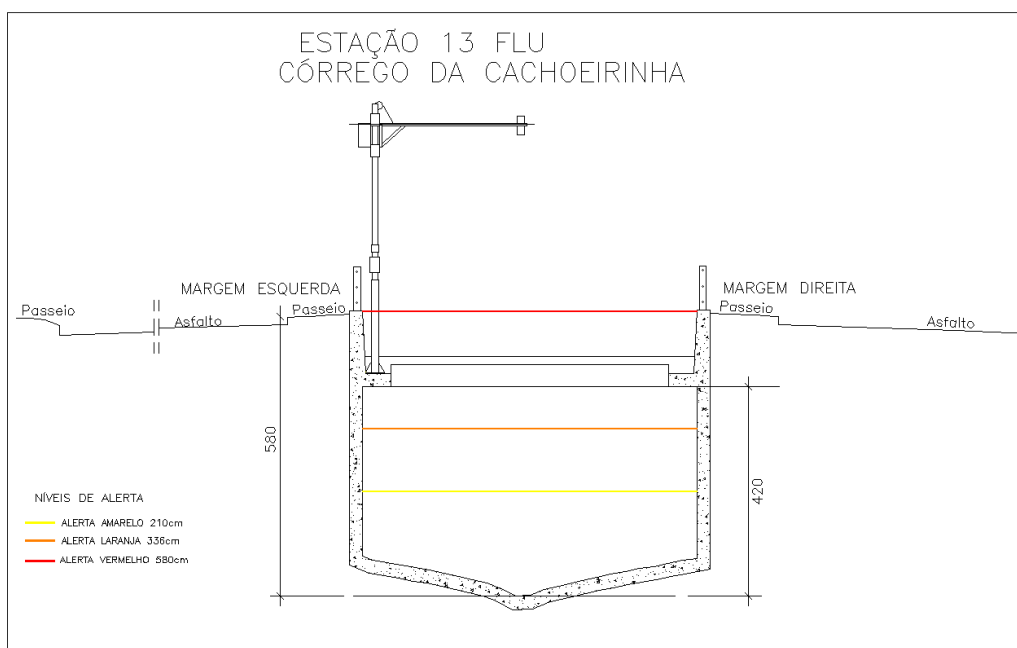 ESTAÇÃO 13 FLU
CÓRREGO DA CACHOEIRINHA
MARGEM ESQUERDA
MARGEM DIREITA
Passeio
Asfalto
Passeio
Passeio
Asfalto
580
420
NÍVEIS DE ALERTA
ALERTA AMARELO 210cm
ALERTA LARANJA 336cm
ALERTA VERMELHO 580cm